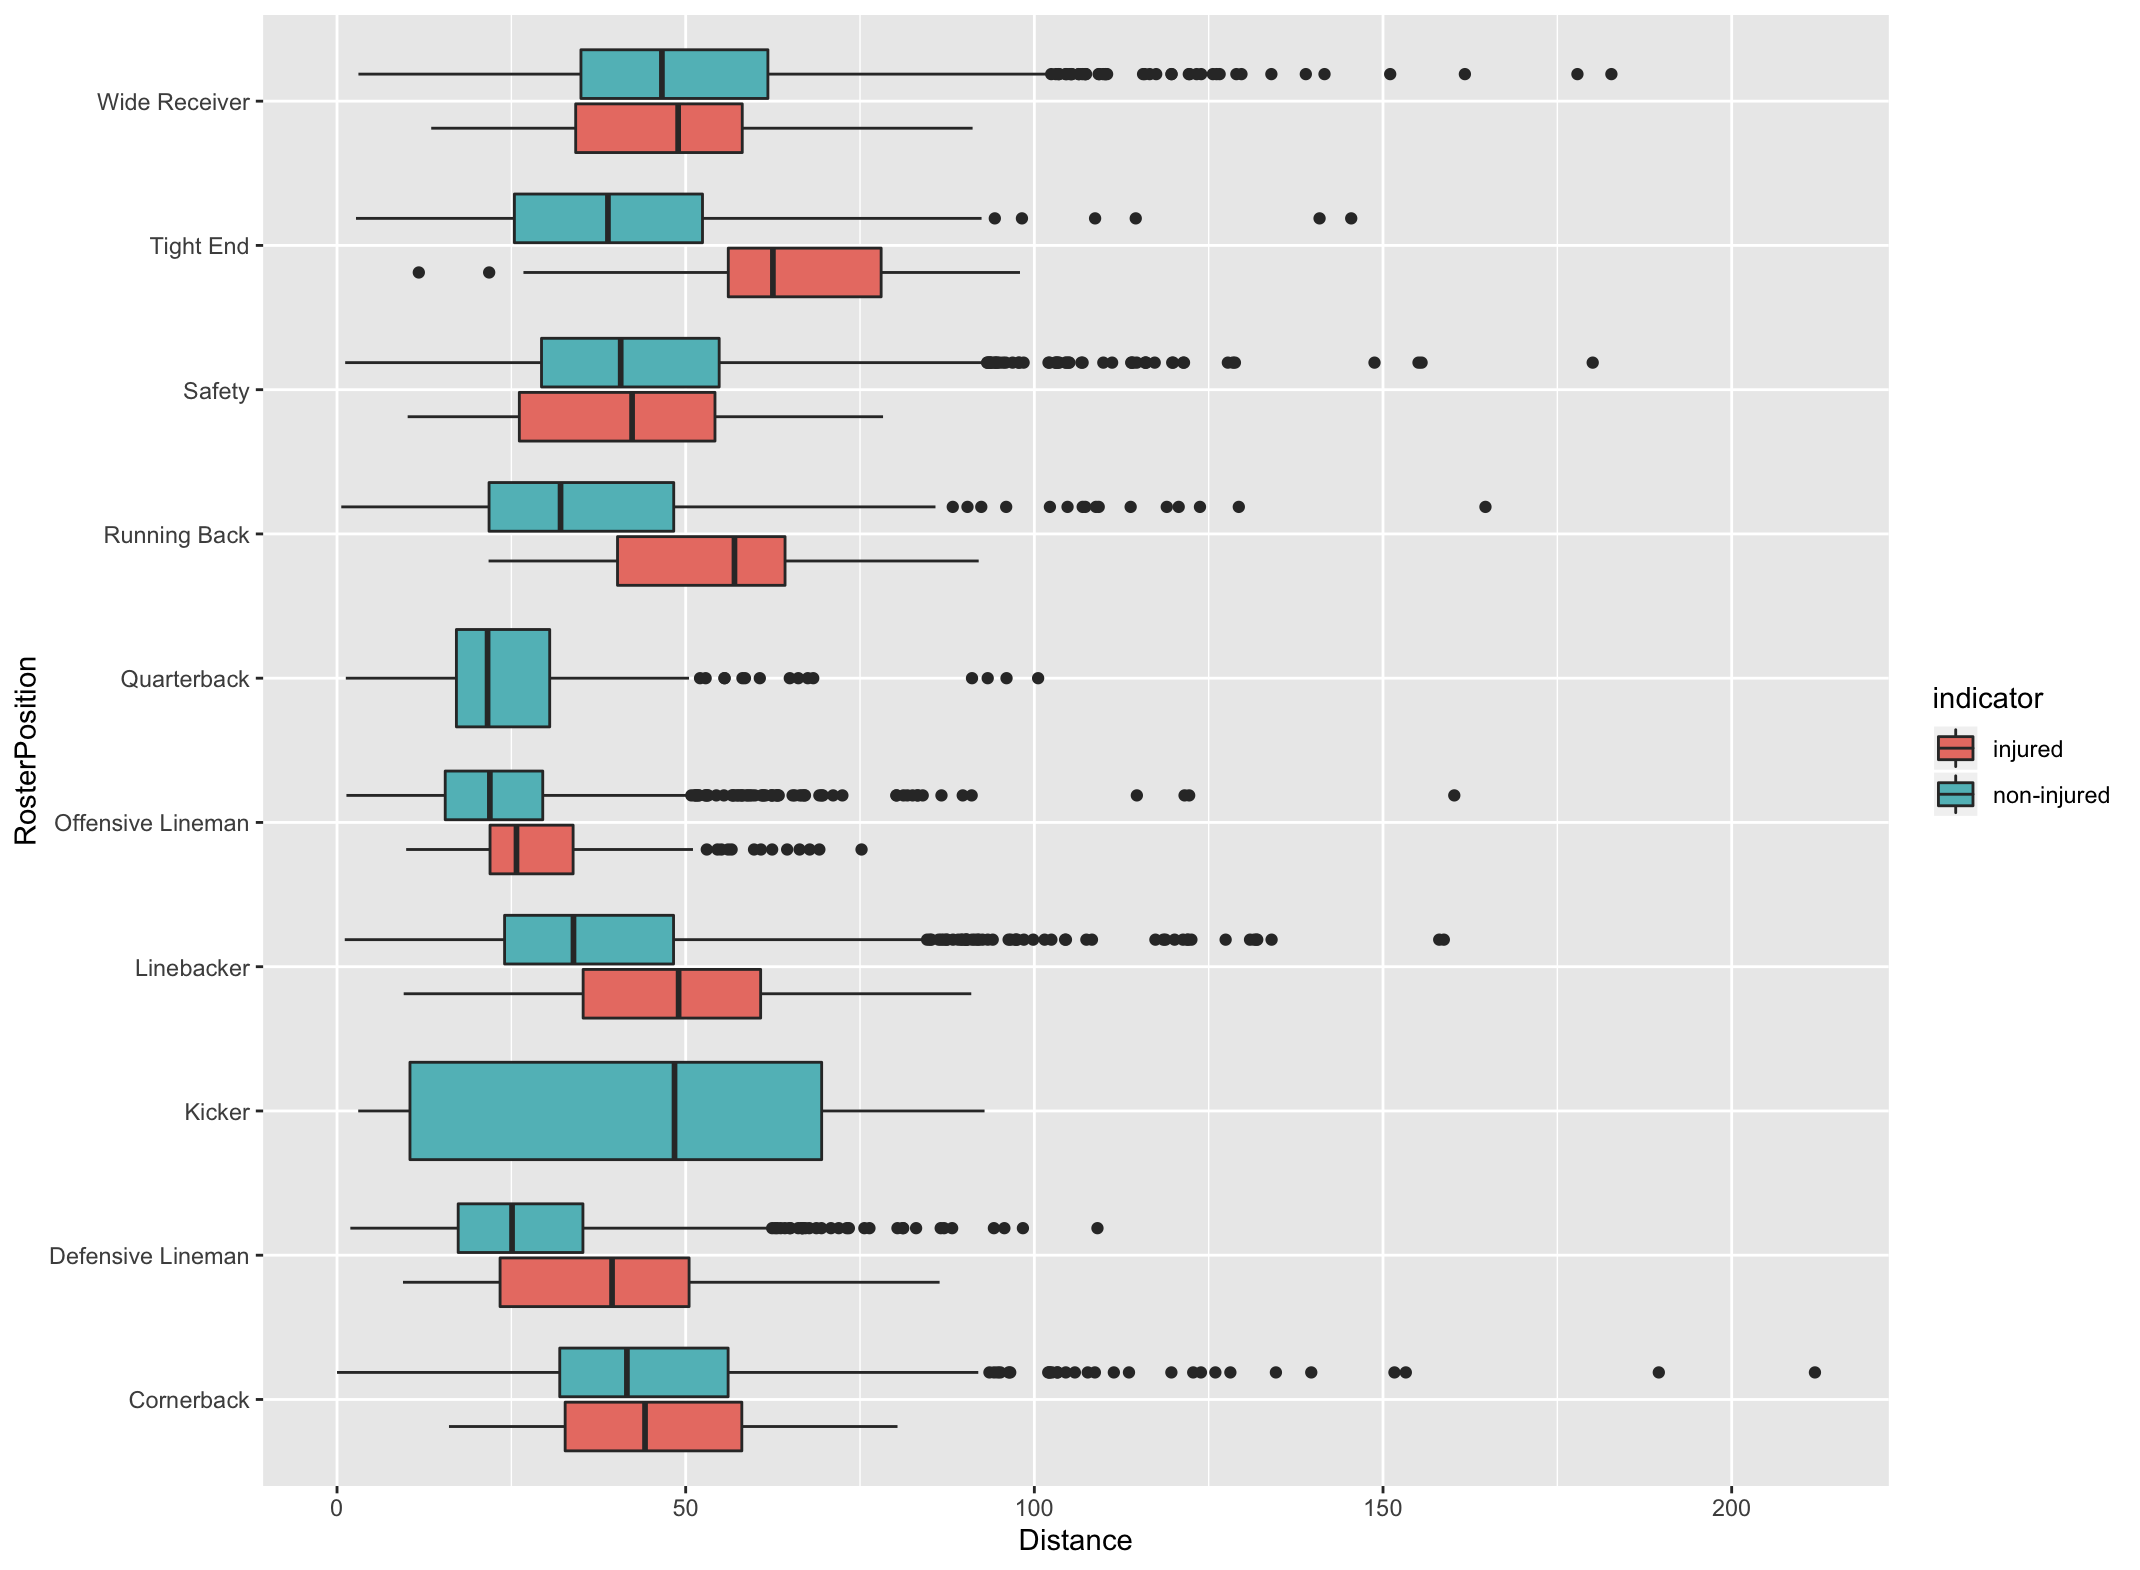 RosterPosition
Wide Receiver
Tight End
Safety
Running Back
Quarterback
Offensive Lineman
Linebacker
Kicker
Defensive Lineman
Cornerback
0 50 100 150 200
Distance
indicator
injured
non-injured